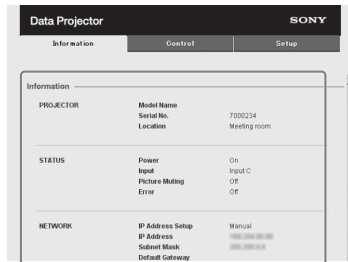 Data Projector SONY
Information Control Setup
Information
PROJECTOR Model Name
Serial No. 7000234
Location Meeting room
STATUS Power On
Input Input C
Picture Muting Off
Error Off
NETWORK IP Address Setup Manual
IP Address
Subnet Mask
Default Gateway